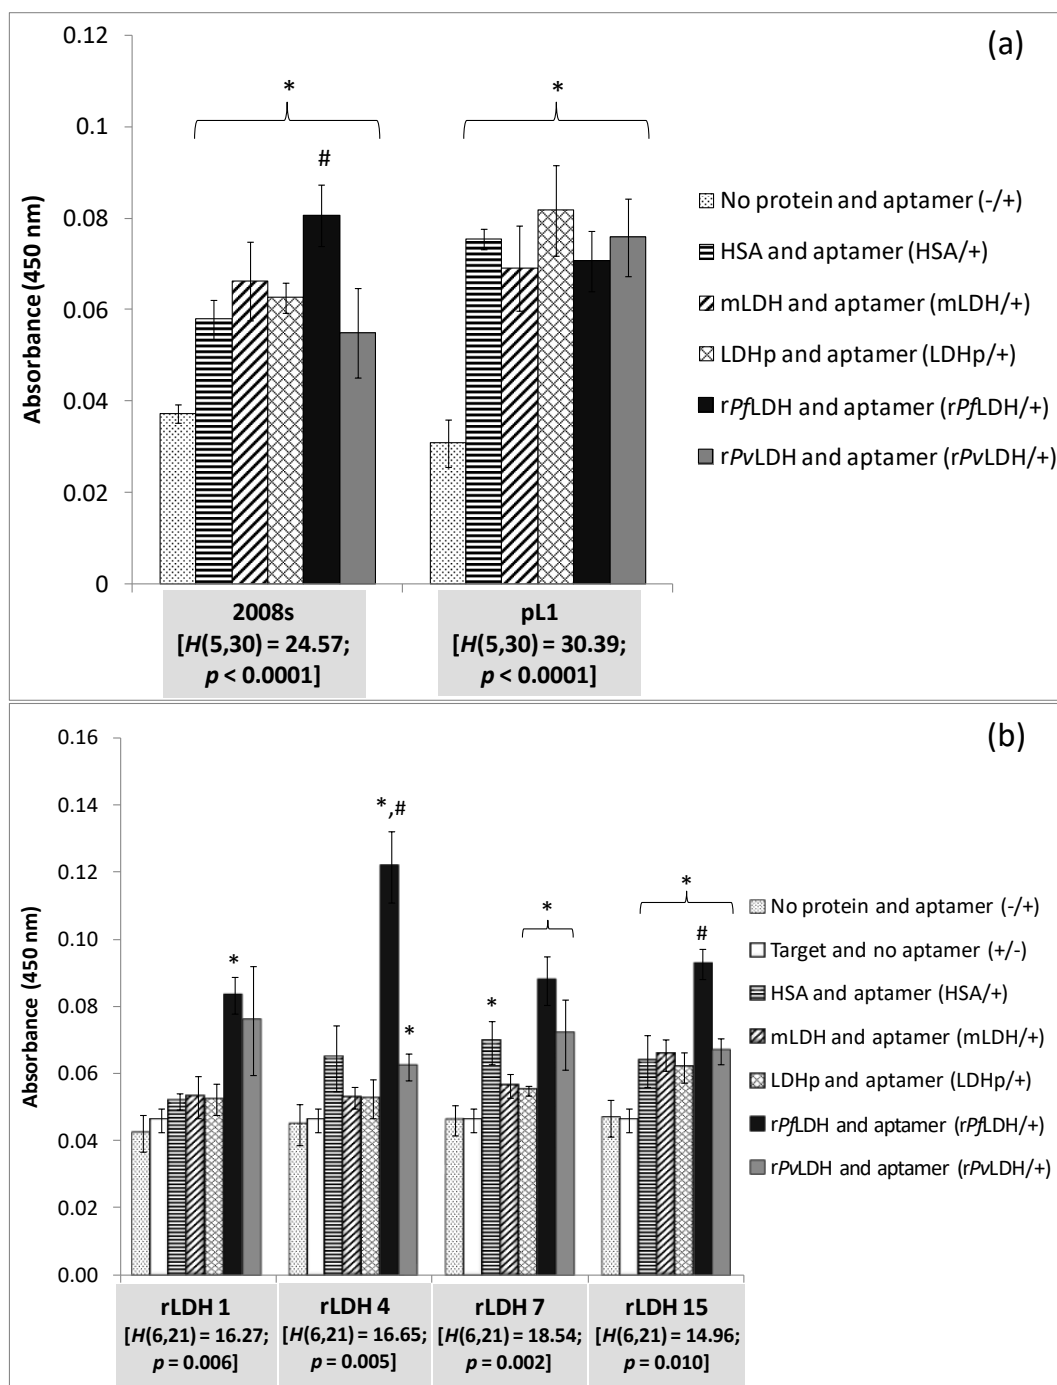 (a)
0.12
0.1
0.08
0.06
0.04
0.02
0
Absorbance (450 nm)
*
#
*
No protein and aptamer (-/+)
HSA and aptamer (HSA/+)
mLDH and aptamer (mLDH/+)
LDHp and aptamer (LDHp/+)
rPfLDH and aptamer (rPfLDH/+)
rPvLDH and aptamer (rPvLDH/+)
2008s
[H(5,30) = 24.57;
p < 0.0001]
pL1
[H(5,30) = 30.39;
p < 0.0001]
(b)
0.16
0.14
0.12
0.10
0.08
0.06
0.04
0.02
0.00
Absorbance (450 nm)
*
*,#
*
*
*
*
#
No protein and aptamer (-/+)
Target and no aptamer (+/-)
HSA and aptamer (HSA/+)
mLDH and aptamer (mLDH/+)
LDHp and aptamer (LDHp/+)
rPfLDH and aptamer (rPfLDH/+)
rPvLDH and aptamer (rPvLDH/+)
rLDH 1
[H(6,21) = 16.27;
p = 0.006]
rLDH 4
[H(6,21) = 16.65;
p = 0.005]
rLDH 7
[H(6,21) = 18.54;
p = 0.002]
rLDH 15
[H(6,21) = 14.96;
p = 0.010]